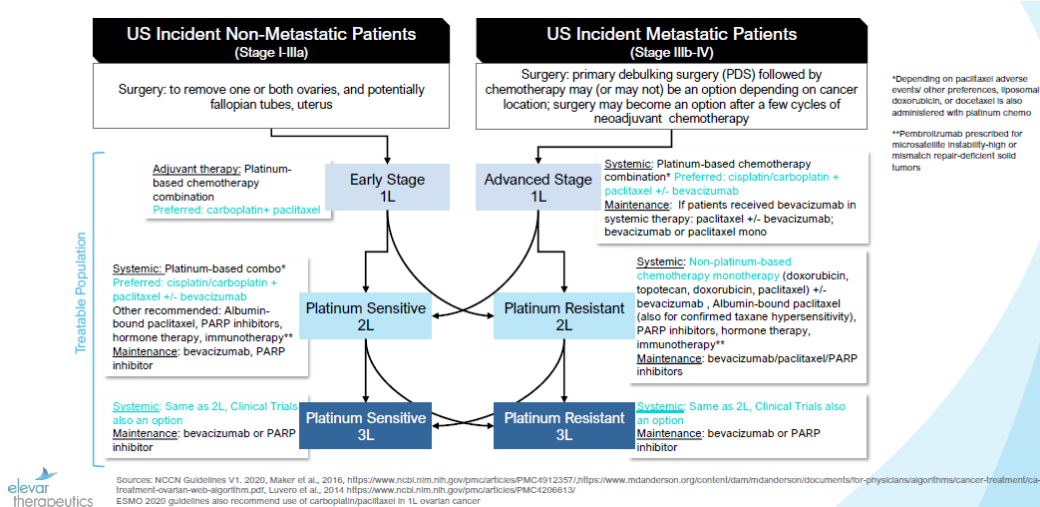 US Incident Non-Metastatic Patients
(Stage I-IIIa)
Surgery: to remove one or both ovaries, and potentially
fallopian tubes, uterus
US Incident Metastatic Patients
(Stage IIIb-IV)
Surgery: primary debulking surgery (PDS) followed by
chemotherapy may (or may not) be an option depending on cancer
location; surgery may become an option after a few cycles of
neoadjuvant chemotherapy
*Depending on paclitaxel adverse
events/ other preferences, liposomal
doxorubicin, or docetaxel is also
administered with platinum chemo
**Pembrolizumab prescribed for
microsatellite instability-high or
mismatch repair-deficient solid
tumors
Treatable Population
Adjuvant therapy: Platinum-
based chemotherapy
combination
Preferred: carboplatin+ paclitaxel
Early Stage
1L
Advanced Stage
1L
Systemic: Platinum-based chemotherapy
combination* Preferred: cisplatin/carboplatin +
paclitaxel +/- bevacizumab
Maintenance: If patients received bevacizumab in
systemic therapy: paclitaxel +/- bevacizumab;
bevacizumab or paclitaxel mono
Systemic: Platinum-based combo*
Preferred: cisplatin/carboplatin +
paclitaxel +/- bevacizumab
Other recommended: Albumin-
bound paclitaxel, PARP inhibitors,
hormone therapy, immunotherapy**
Maintenance: bevacizumab, PARP
inhibitor
Platinum Sensitive
2L
Platinum Resistant
2L
Systemic: Non-platinum-based
chemotherapy monotherapy (doxorubicin,
topotecan, doxorubicin, paclitaxel) +/-
bevacizumab , Albumin-bound paclitaxel
(also for confirmed taxane hypersensitivity),
PARP inhibitors, hormone therapy,
immunotherapy**
Maintenance: bevacizumab/paclitaxel/PARP
inhibitors
Systemic: Same as 2L, Clinical Trials
also an option
Maintenance: bevacizumab or PARP
inhibitor
Platinum Sensitive
3L
Platinum Resistant
3L
Systemic: Same as 2L, Clinical Trials also
an option
Maintenance: bevacizumab or PARP
inhibitor
elevar
therapeutics
Sources: NCCN Guidelines V1. 2020, Maker et al., 2016, https://www.ncbi.nlm.nih.gov/pmc/articles/PMC4912357/,https://www.mdanderson.org/content/dam/mdanderson/documents/for-physicians/algorithms/cancer-treatment/ca-
treatment-ovarian-web-algorithm.pdf, Luvero et al., 2014 https://www.ncbi.nlm.nih.gov/pmc/articles/PMC4206613/
ESMO 2020 guidelines also recommend use of carboplatin/paclitaxel in 1L ovarian cancer